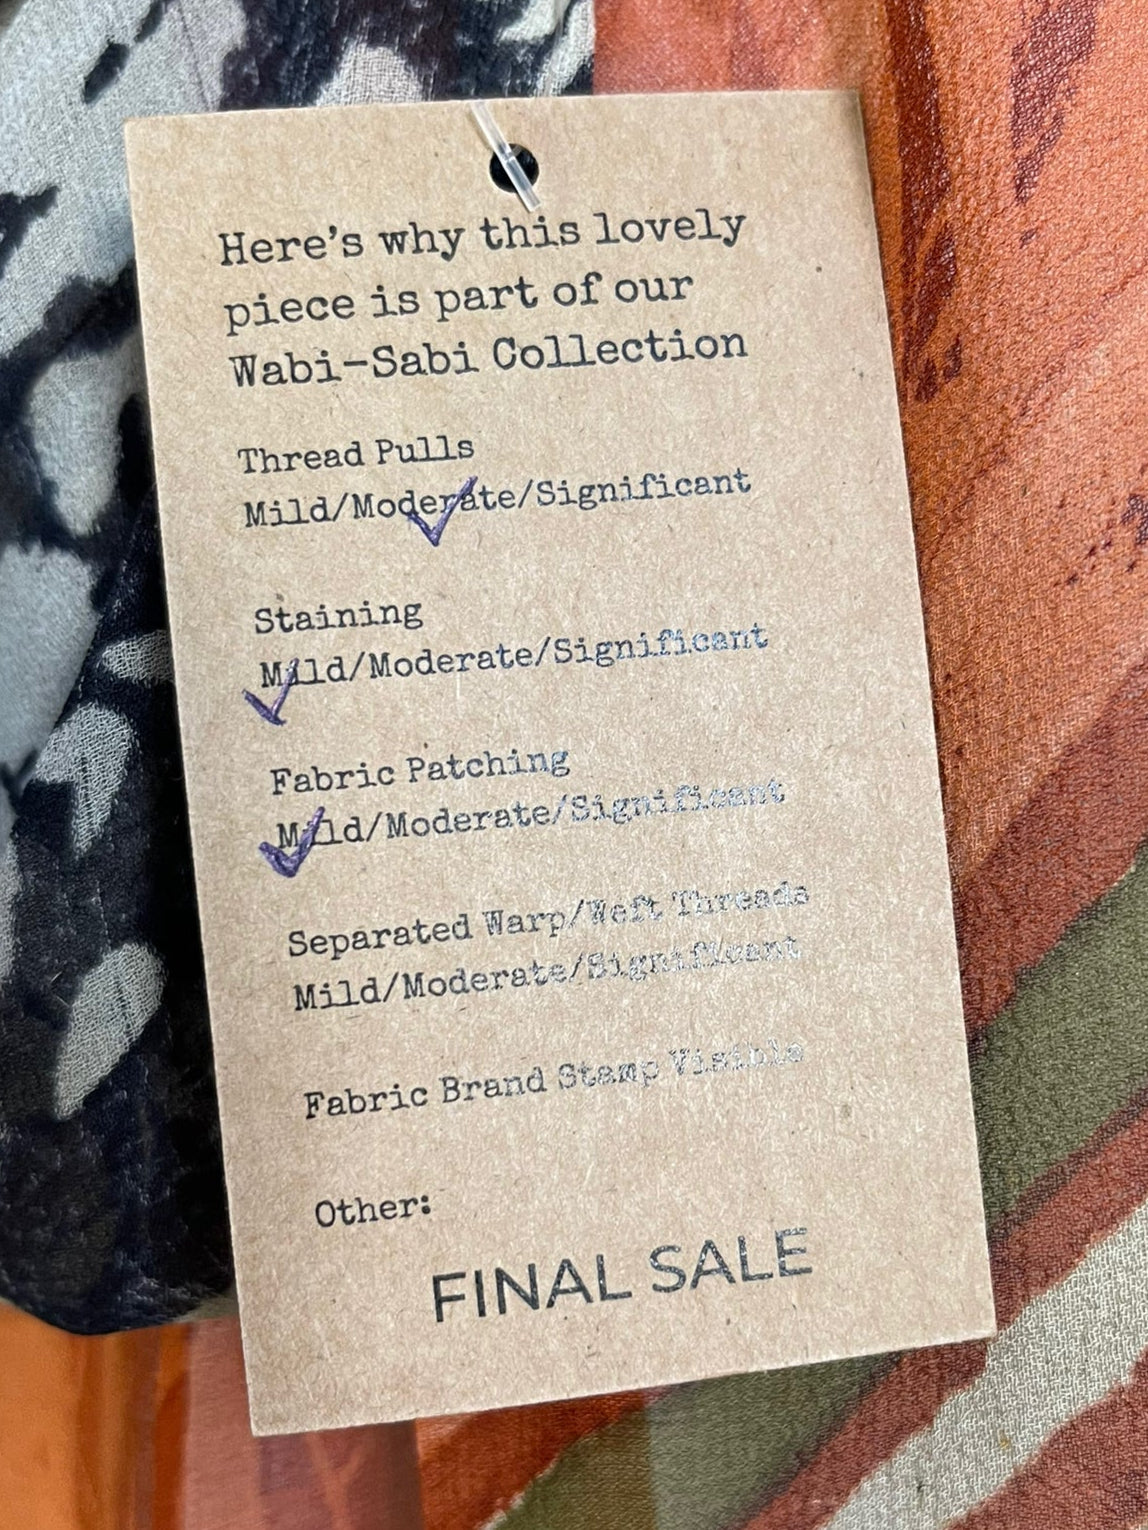 Here's why this lovely
piece is part of our
Wabi-Sabi Collection
Thread Pulls
Mild/Moderate/Significant
Staining
Mild/Moderate/Significant
Fabric Patching
Mild/Moderate/Significant
Separated Warp/Weft Threads
Mild/Moderate/Significant
Fabric Brand Stamp Visible
Other:
FINAL SALE